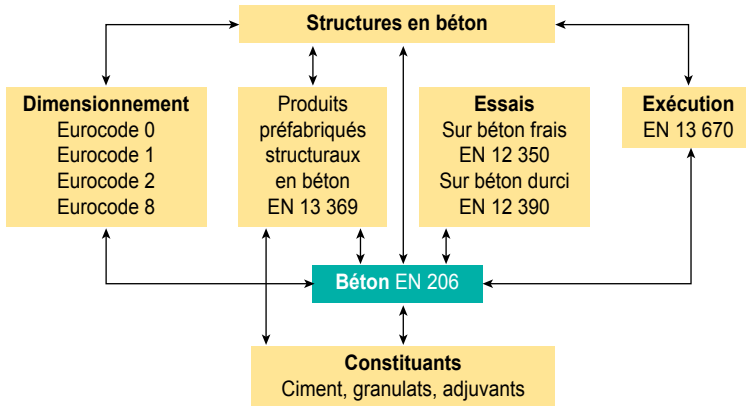 Structures en béton
Dimensionnement
Eurocode 0
Eurocode 1
Eurocode 2
Eurocode 8
Produits
préfabriqués
structuraux
en béton
EN 13 369
Essais
Sur béton frais
EN 12 350
Sur béton durci
EN 12 390
Exécution
EN 13 670
Béton EN 206
Constituants
Ciment, granulats, adjuvants